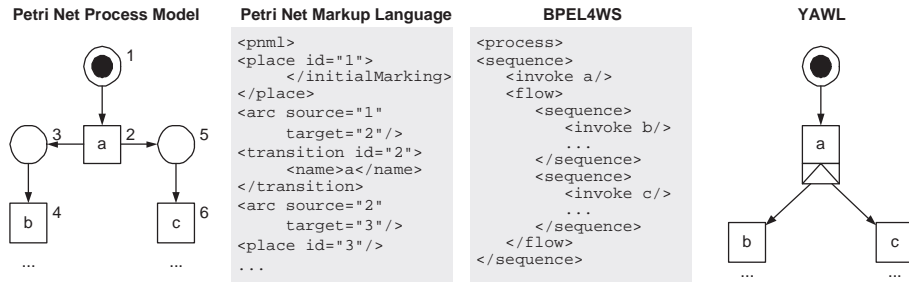 Petri Net Process Model
1
3
a
2
5
b
4
c
6
...
...
Petri Net Markup Language
<pnml>
<place id="1">
</initialMarking>
</place>
<arc source="1"
target="2"/>
<transition id="2">
<name>a</name>
</transition>
<arc source="2"
target="3"/>
<place id="3"/>
...
BPEL4WS
<process>
<sequence>
<invoke a/>
<flow>
<sequence>
<invoke b/>
...
</sequence>
<sequence>
<invoke c/>
...
</sequence>
</flow>
</sequence>
YAWL
a
b
c
...
...